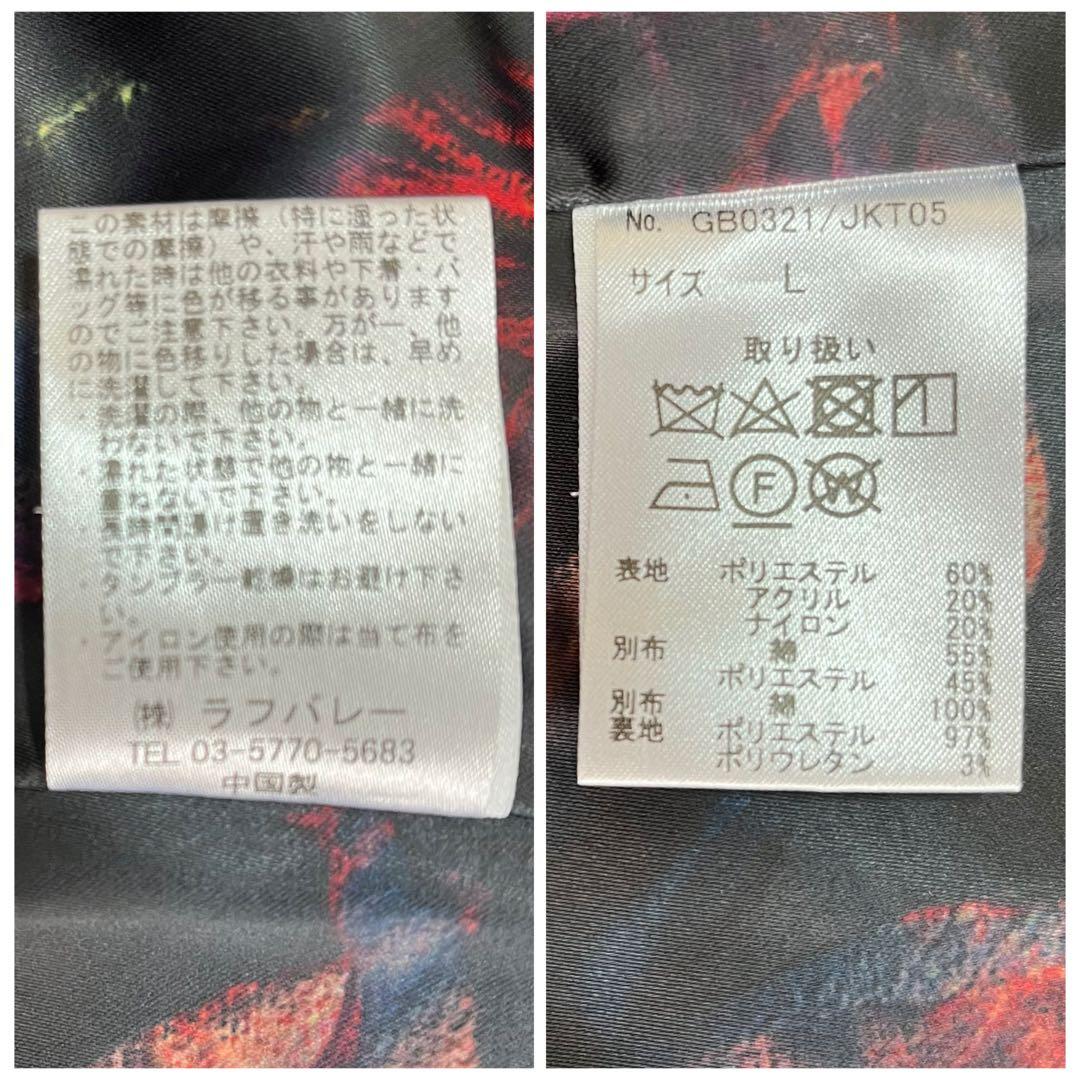 この素材は摩擦（特に湿った状
態での摩擦）や、汗や雨などで、
濡れた時は他の衣料や下着・バ
ッグ等に色が移る事があります
のでご注意下さい。万が一、他
の物に色移りした場合は、早め
に洗濯して下さい。
・洗濯の際、他の物と一緒に洗
わないで下さい。
・濡れた状態で他の物と一緒に
重ねないで下さい。
・長時間漬け置き洗いをしない
で下さい。
・タンブラー乾燥はお避け下さ
い。
・アイロン使用の際は当て布を
ご使用下さい。
(株) ラフバレー
TEL 03-5770-5683
中国製
No. GB0321/JKT05
サイズ L
取り扱い
F W
表地 ポリエステル 60%
アクリル 20%
ナイロン 20%
別布 綿 55%
ポリエステル 45%
別布 綿 100%
裏地 ポリエステル 97%
ポリウレタン 3%